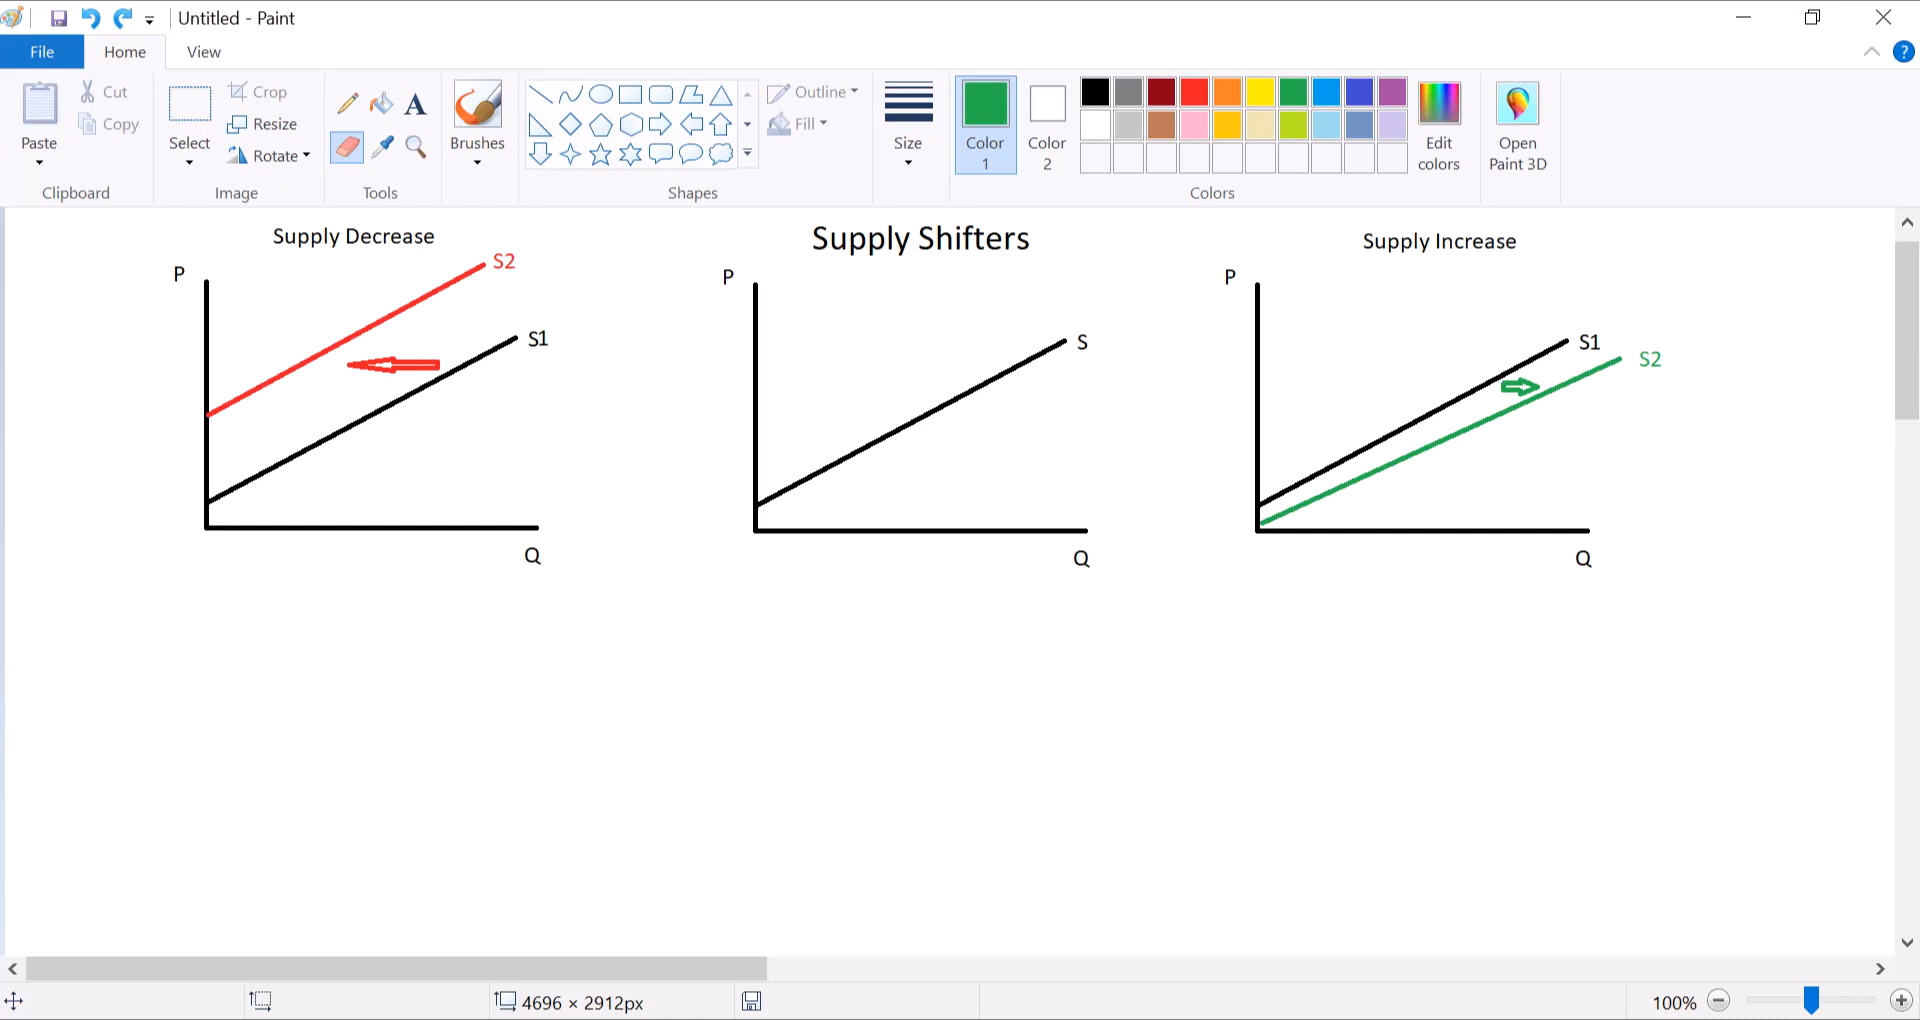 Untitled - Paint
File Home View
Paste
Cut
Copy
Clipboard
Select
Crop
Resize
Rotate
Image
A
Tools
Brushes
Shapes
Outline
Fill
Size
Color 1
Color 2
Colors
Edit colors
Open Paint 3D
?
Supply Shifters
Supply Decrease
P
S2
S1
Q
P
S
Q
Supply Increase
P
S1
S2
Q
4696 × 2912px
100%